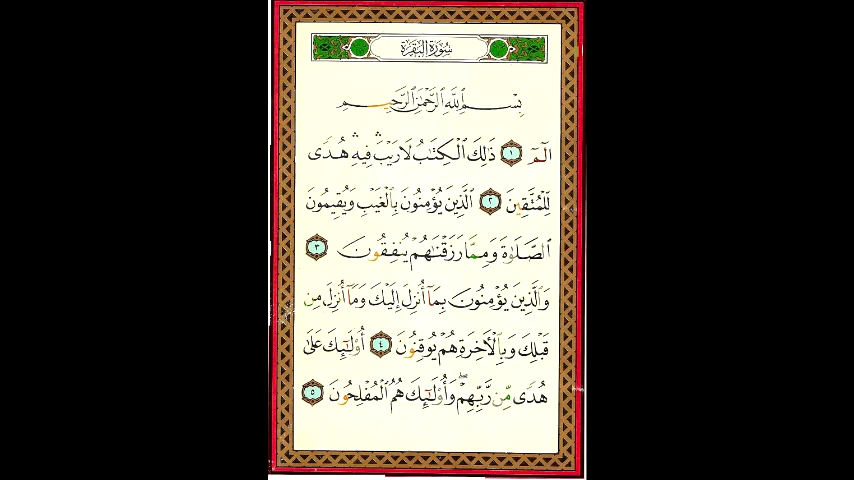 سُورَةُ البَقَرَة
بِسْمِ ٱللَّهِ ٱلرَّحْمَٰنِ ٱلرَّحِيمِ
الٓمٓ ١ ذَٰلِكَ ٱلْكِتَٰبُ لَا رَيْبَ ۛ فِيهِ ۛ هُدًى
لِّلْمُتَّقِينَ ٢ ٱلَّذِينَ يُؤْمِنُونَ بِٱلْغَيْبِ وَيُقِيمُونَ
ٱلصَّلَوٰةَ وَمِمَّا رَزَقْنَٰهُمْ يُنفِقُونَ ٣
وَٱلَّذِينَ يُؤْمِنُونَ بِمَآ أُنزِلَ إِلَيْكَ وَمَآ أُنزِلَ مِن
قَبْلِكَ وَبِٱلْأَخِرَةِ هُمْ يُوقِنُونَ ٤ أُو۟لَٰٓئِكَ عَلَىٰ
هُدًى مِّن رَّبِّهِمْ ۖ وَأُو۟لَٰٓئِكَ هُمُ ٱلْمُفْلِحُونَ ٥